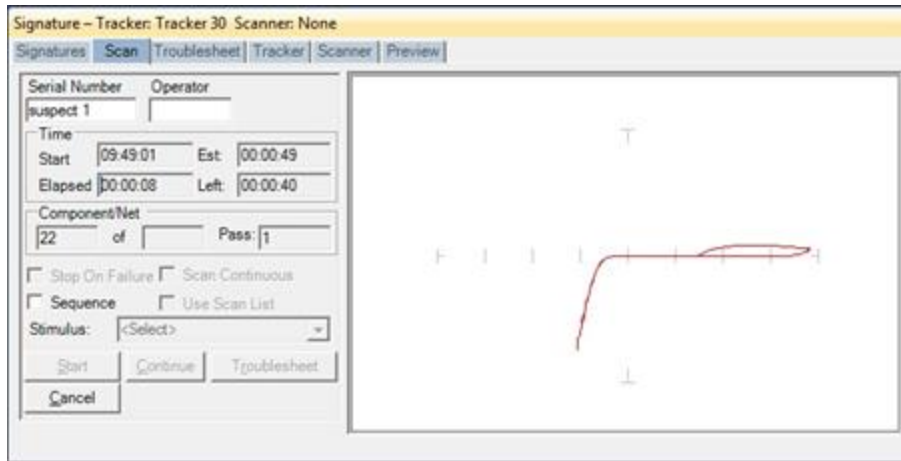 Signature – Tracker: Tracker 30 Scanner: None
Signatures Scan Troublesheet Tracker Scanner Preview
Serial Number Operator
suspect 1
Time
Start 09:49:01 Est: 00:00:49
Elapsed 00:00:08 Left: 00:00:40
Component/Net
22 of Pass: 1
Stop On Failure Scan Continuous
Sequence Use Scan List
Stimulus: <Select>
Start Continue Troublesheet
Cancel